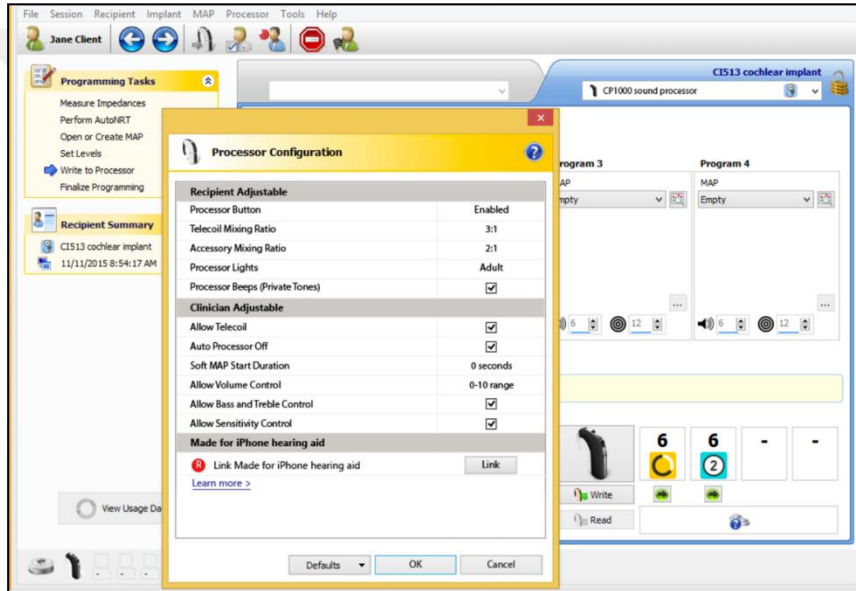 File Session Recipient Implant MAP Processor Tools Help
Jane Client
Programming Tasks
Measure Impedances
Perform AutoNRT
Open or Create MAP
Set Levels
Write to Processor
Finalize Programming
Recipient Summary
CI513 cochlear implant
11/11/2015 8:54:17 AM
View Usage Da
CI513 cochlear implant
CP1000 sound processor
rogram 3 Program 4
AP MAP
mpty Empty
... ...
6 12 6 12
Processor Configuration
Recipient Adjustable
Processor Button Enabled
Telecoil Mixing Ratio 3:1
Accessory Mixing Ratio 2:1
Processor Lights Adult
Processor Beeps (Private Tones)
Clinician Adjustable
Allow Telecoil
Auto Processor Off
Soft MAP Start Duration 0 seconds
Allow Volume Control 0-10 range
Allow Bass and Treble Control
Allow Sensitivity Control
Made for iPhone hearing aid
R Link Made for iPhone hearing aid Link
Learn more >
Defaults OK Cancel
6 6 - -
2
Write
Read